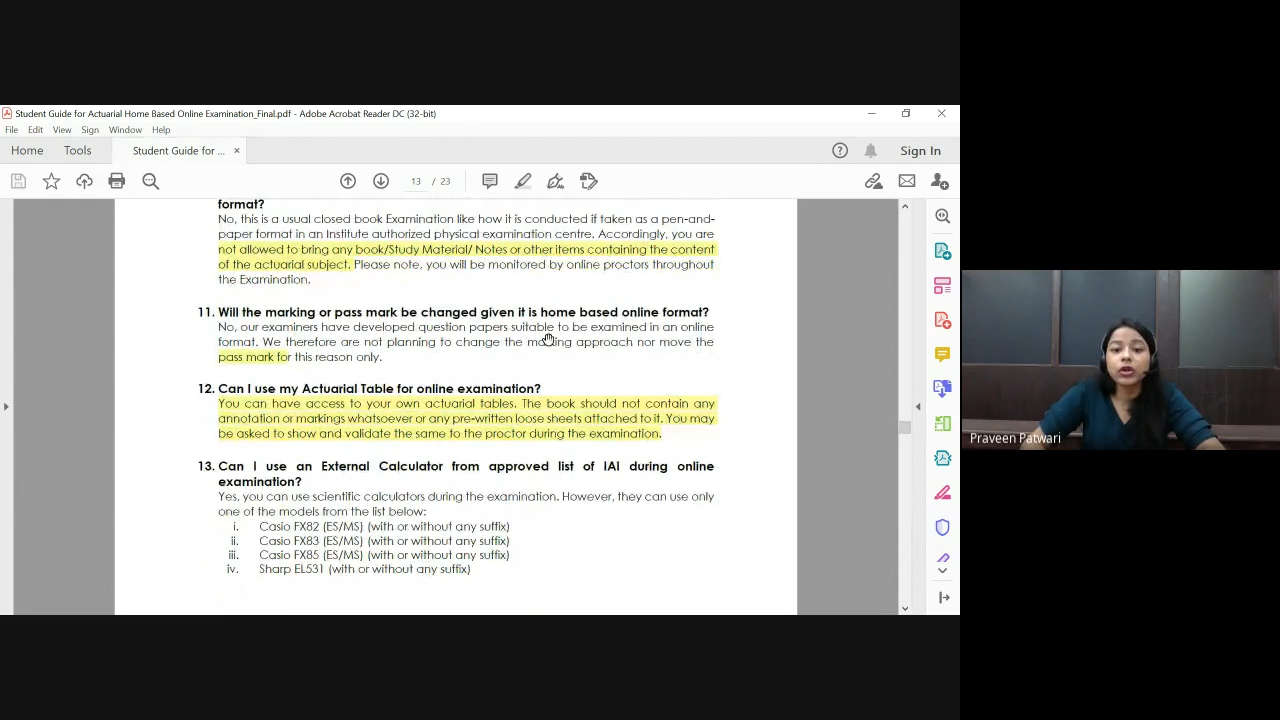 Student Guide for Actuarial Home Based Online Examination_Final.pdf - Adobe Acrobat Reader DC (32-bit)
File Edit View Sign Window Help
Home Tools Student Guide for ... × Sign In
13 / 23
format?
No, this is a usual closed book Examination like how it is conducted if taken as a pen-and-
paper format in an Institute authorized physical examination centre. Accordingly, you are
not allowed to bring any book/Study Material/ Notes or other items containing the content
of the actuarial subject. Please note, you will be monitored by online proctors throughout
the Examination.
11. Will the marking or pass mark be changed given it is home based online format?
No, our examiners have developed question papers suitable to be examined in an online
format. We therefore are not planning to change the marking approach nor move the
pass mark for this reason only.
12. Can I use my Actuarial Table for online examination?
You can have access to your own actuarial tables. The book should not contain any
annotation or markings whatsoever or any pre-written loose sheets attached to it. You may
be asked to show and validate the same to the proctor during the examination.
13. Can I use an External Calculator from approved list of IAI during online
examination?
Yes, you can use scientific calculators during the examination. However, they can use only
one of the models from the list below:
i. Casio FX82 (ES/MS) (with or without any suffix)
ii. Casio FX83 (ES/MS) (with or without any suffix)
iii. Casio FX85 (ES/MS) (with or without any suffix)
iv. Sharp EL531 (with or without any suffix)
Praveen Patwari